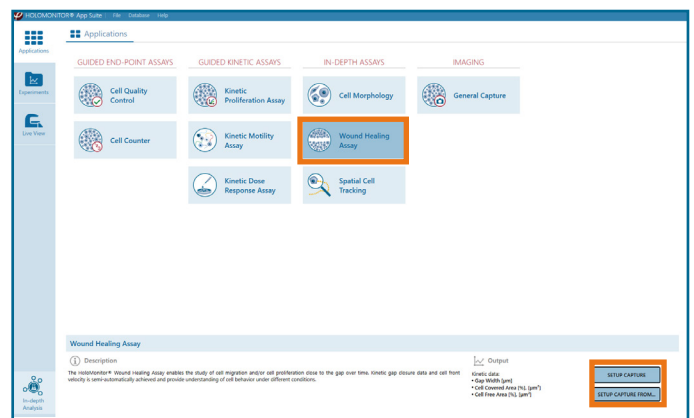 HOLOMONITOR® App Suite File Database Help
Applications
Applications
Experiments
Live View
In-depth
Analysis
GUIDED END-POINT ASSAYS
Cell Quality
Control
Cell Counter
GUIDED KINETIC ASSAYS
Kinetic
Proliferation Assay
Kinetic Motility
Assay
Kinetic Dose
Response Assay
IN-DEPTH ASSAYS
Cell Morphology
Wound Healing
Assay
Spatial Cell
Tracking
IMAGING
General Capture
Wound Healing Assay
Description
The HoloMonitor® Wound Healing Assay enables the study of cell migration and/or cell proliferation close to the gap over time. Kinetic gap closure data and cell front
velocity is semi-automatically achieved and provide understanding of cell behavior under different conditions.
Output
Kinetic data:
• Gap Width [µm]
• Cell Covered Area [%], [µm²]
• Cell Free Area [%], [µm²]
SETUP CAPTURE
SETUP CAPTURE FROM...